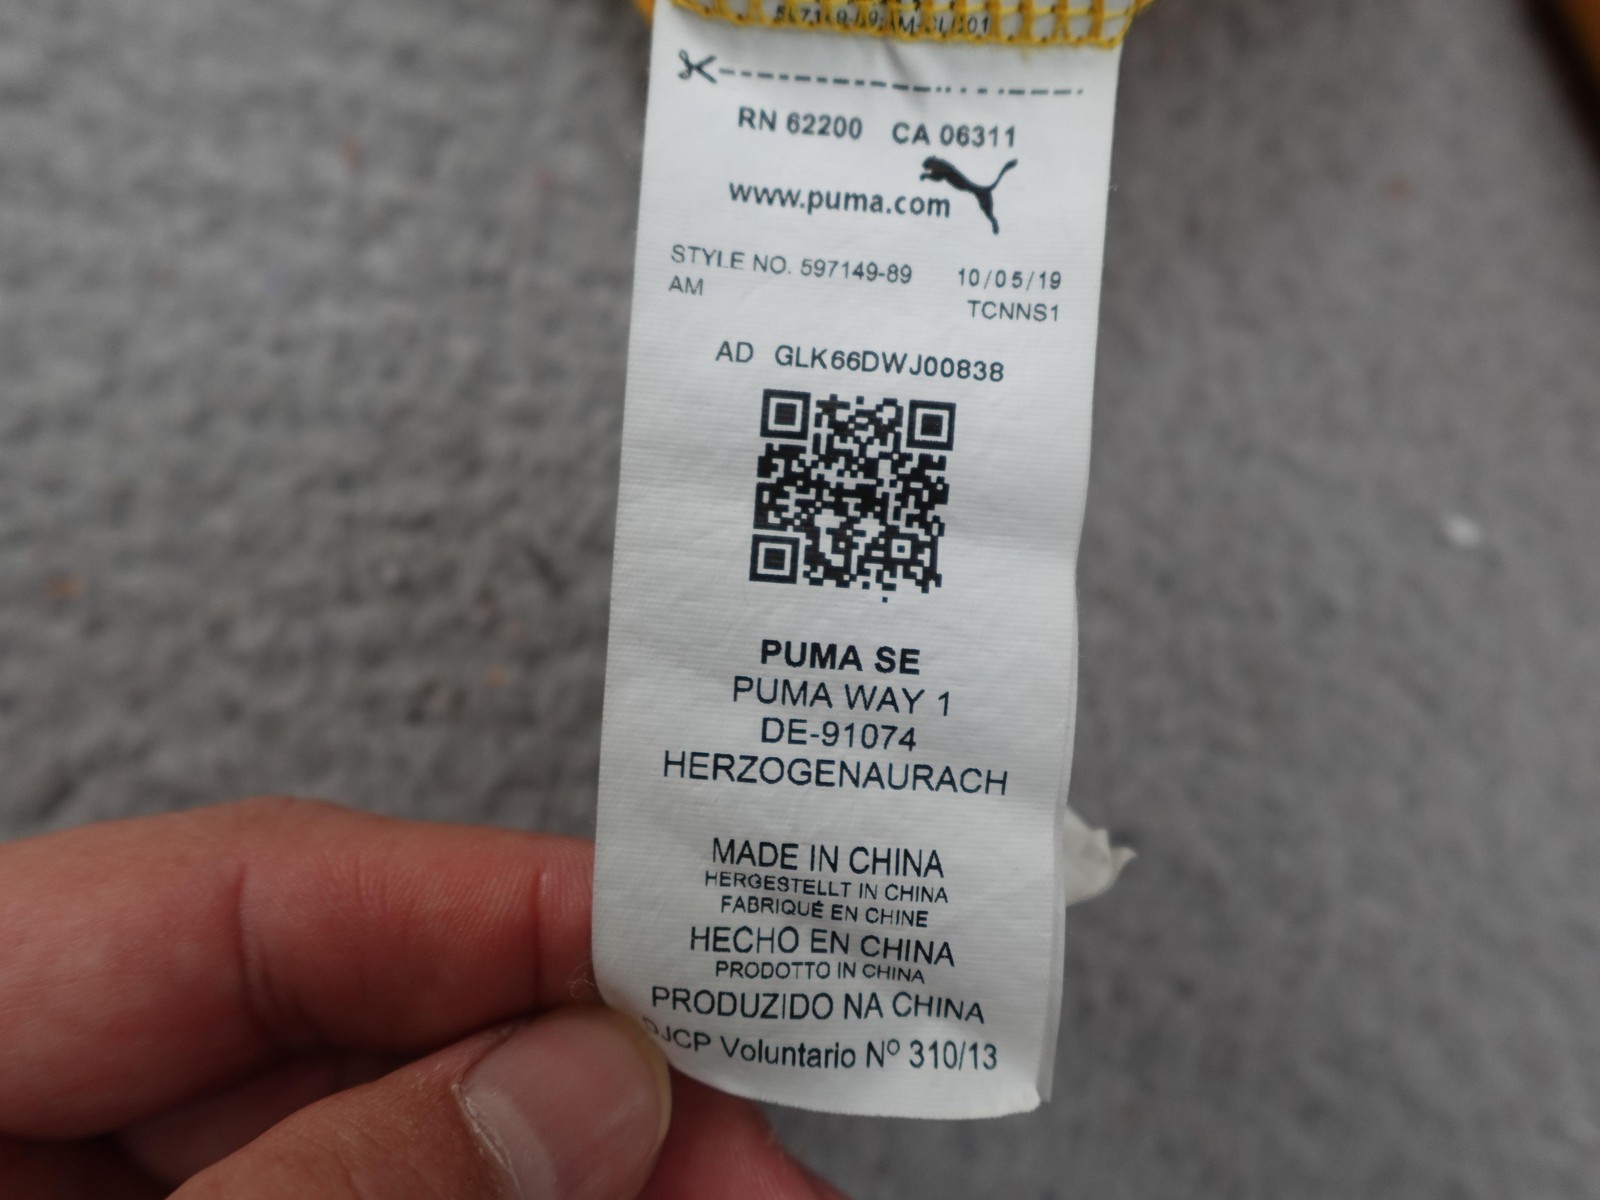 RN 62200 CA 06311
www.puma.com
STYLE NO. 597149-89 10/05/19
AM TCNNS1
AD GLK66DWJ00838
PUMA SE
PUMA WAY 1
DE-91074
HERZOGENAURACH
MADE IN CHINA
HERGESTELLT IN CHINA
FABRIQUÉ EN CHINE
HECHO EN CHINA
PRODOTTO IN CHINA
PRODUZIDO NA CHINA
Voluntario Nº 310/13